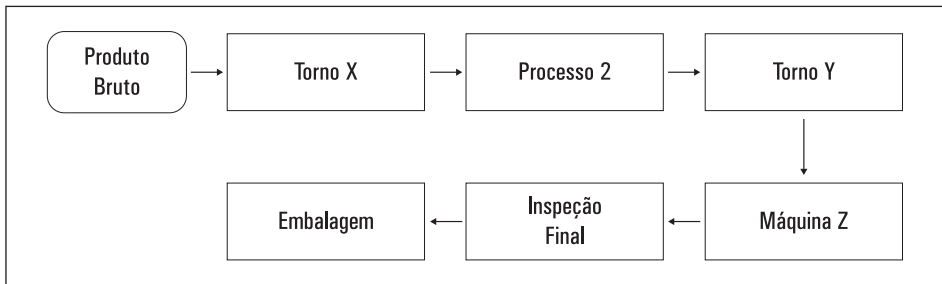 Produto
Bruto
Torno X
Processo 2
Torno Y
Máquina Z
Inspeção
Final
Embalagem